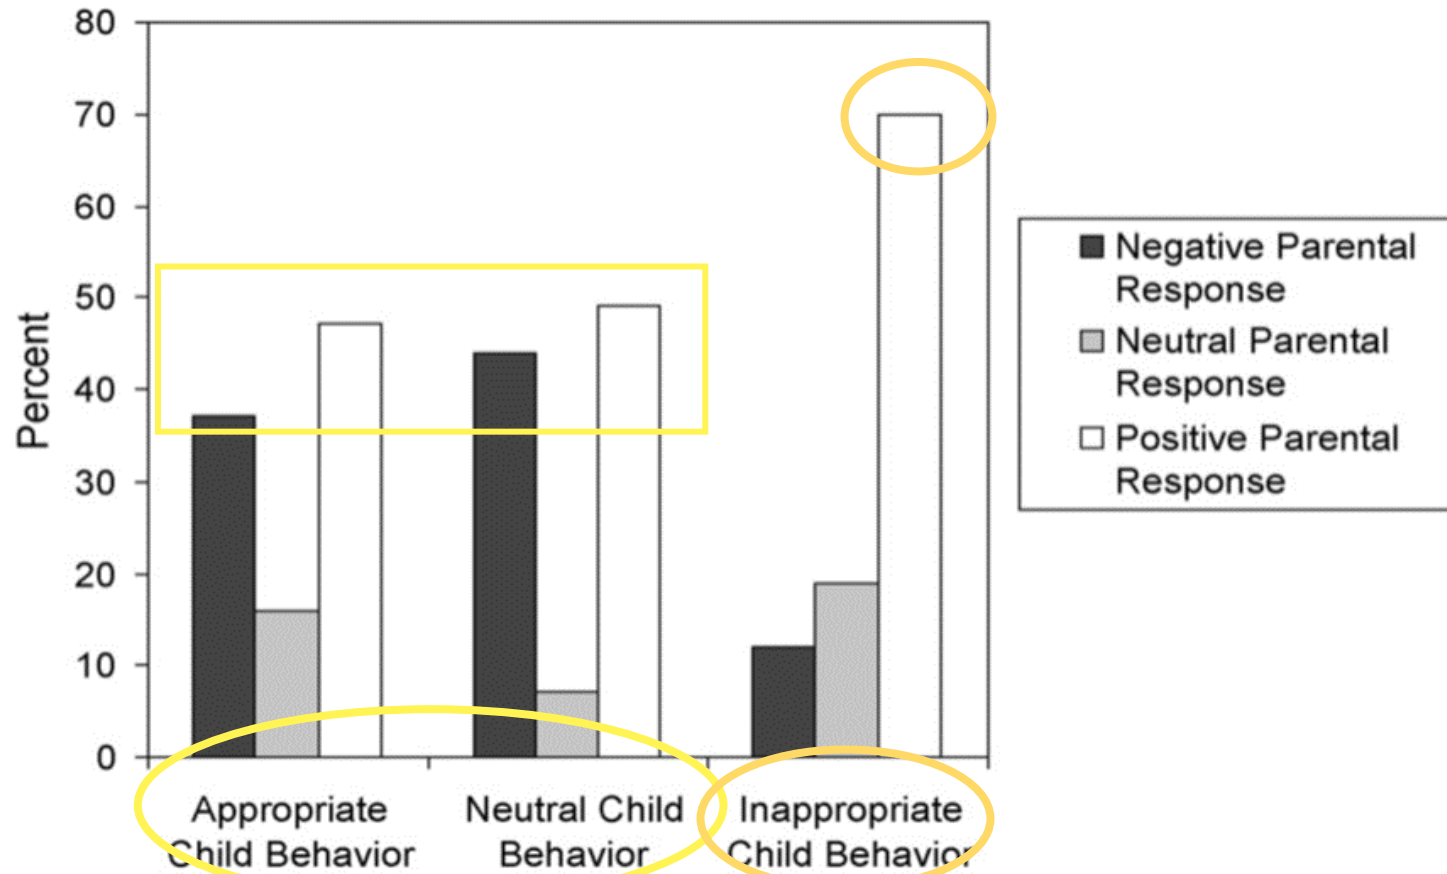 80
70
60
50
40
30
20
10
0
Percent
Appropriate
Child Behavior
Neutral Child
Behavior
Inappropriate
Child Behavior
Negative Parental
Response
Neutral Parental
Response
Positive Parental
Response